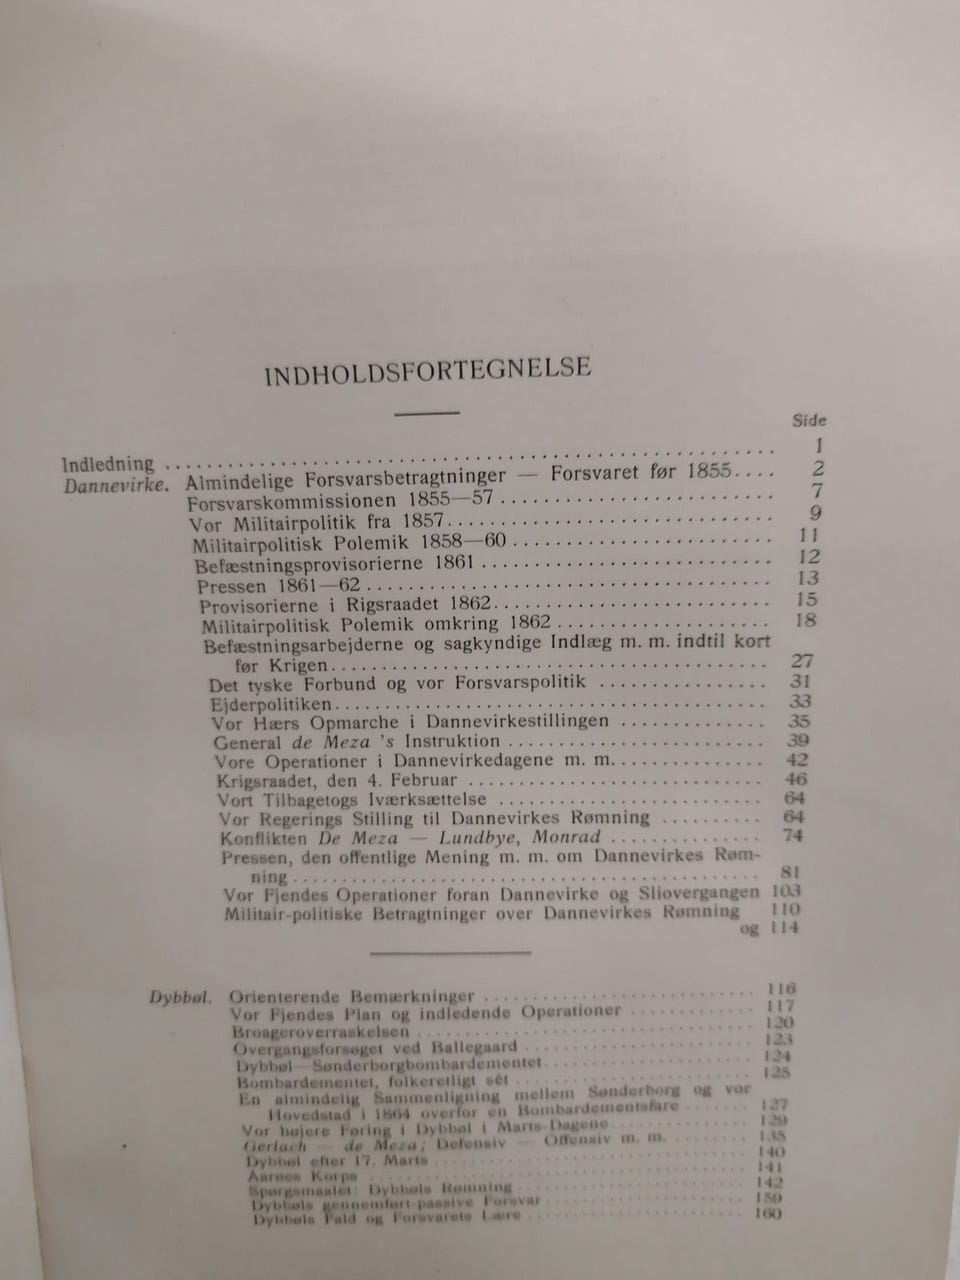 INDHOLDSFORTEGNELSE
Side
Indledning ........................................................ 1
Dannevirke. Almindelige Forsvarsbetragtninger — Forsvaret før 1855.... 2
Forsvarskommissionen 1855—57 ........................... 7
Vor Militairpolitik fra 1857................................ 9
Militairpolitisk Polemik 1858—60 ......................... 11
Befæstningsprovisorierne 1861 ............................ 12
Pressen 1861—62 ........................................ 13
Provisorierne i Rigsraadet 1862........................... 15
Militairpolitisk Polemik omkring 1862 ..................... 18
Befæstningsarbejderne og sagkyndige Indlæg m. m. indtil kort
før Krigen........................................... 27
Det tyske Forbund og vor Forsvarspolitik ................ 31
Ejderpolitiken........................................... 33
Vor Hærs Opmarche i Dannevirkestillingen .............. 35
General de Meza 's Instruktion ......................... 39
Vore Operationer i Dannevirkedagene m. m............... 42
Krigsraadet, den 4. Februar ............................. 46
Vort Tilbagetogs Iværksættelse .......................... 64
Vor Regerings Stilling til Dannevirkes Rømning .......... 64
Konflikten De Meza — Lundbye, Monrad ................ 74
Pressen, den offentlige Mening m. m. om Dannevirkes Røm-
ning................................................ 81
Vor Fjendes Operationer foran Dannevirke og Sliovergangen 103
Militair-politiske Betragtninger over Dannevirkes Rømning 110
og 114
Dybbøl. Orienterende Bemærkninger ............................ 116
Vor Fjendes Plan og indledende Operationer ............. 117
Broageroverraskelsen .................................... 120
Overgangsforsøget ved Ballegaard ........................ 123
Dybbøl—Sønderborgbombardementet....................... 124
Bombardementet, folkeretligt sét ......................... 125
En almindelig Sammenligning mellem Sønderborg og vor
Hovedstad i 1864 overfor en Bombardementsfare ....... 127
Vor højere Føring i Dybbøl i Marts-Dagene ............... 129
Gerlach — de Meza; Defensiv — Offensiv m. m. ......... 135
Dybbøl efter 17. Marts .................................. 140
Aarøes Korps ........................................... 141
Spørgsmaalet: Dybbøls Rømning ......................... 142
Dybbøls gennemført-passive Forsvar ..................... 159
Dybbøls Fald og Forsvarets Lære ........................ 160